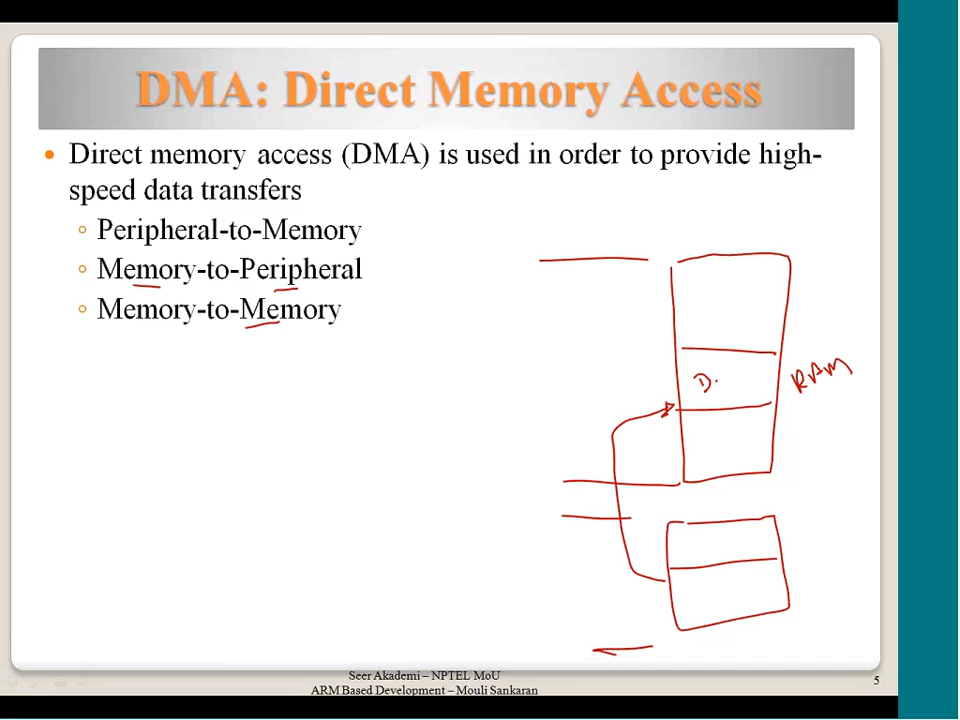 DMA: Direct Memory Access
• Direct memory access (DMA) is used in order to provide high-
speed data transfers
◦ Peripheral-to-Memory
◦ Memory-to-Peripheral
◦ Memory-to-Memory
D.
RAM
Seer Akademi – NPTEL MoU
5
ARM Based Development – Mouli Sankaran